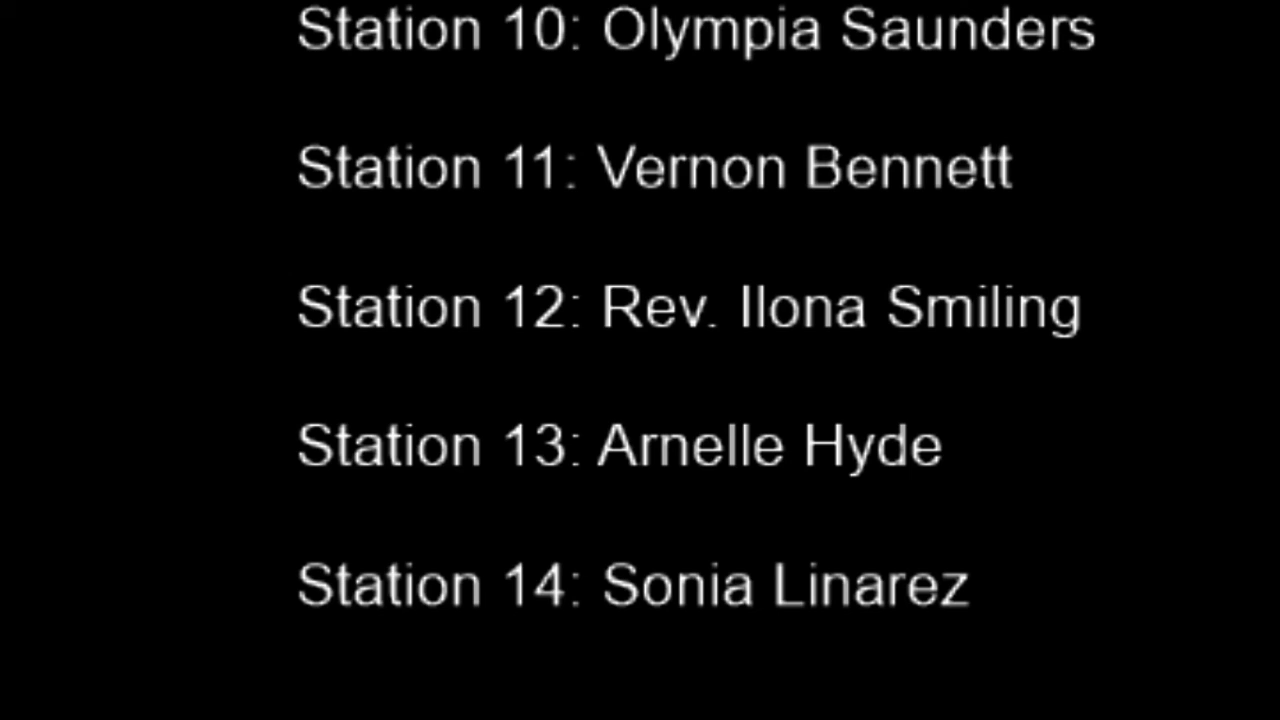 Station 10: Olympia Saunders
Station 11: Vernon Bennett
Station 12: Rev. Ilona Smiling
Station 13: Arnelle Hyde
Station 14: Sonia Linarez